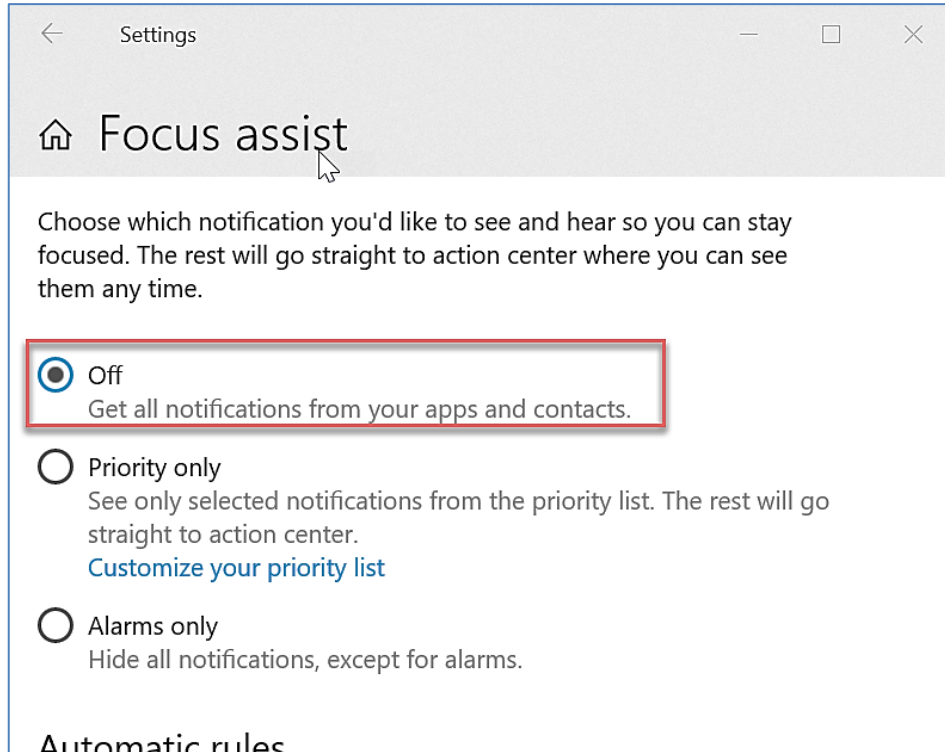 Settings
Focus assist
Choose which notification you'd like to see and hear so you can stay
focused. The rest will go straight to action center where you can see
them any time.
Off
Get all notifications from your apps and contacts.
Priority only
See only selected notifications from the priority list. The rest will go
straight to action center.
Customize your priority list
Alarms only
Hide all notifications, except for alarms.
Automatic rules